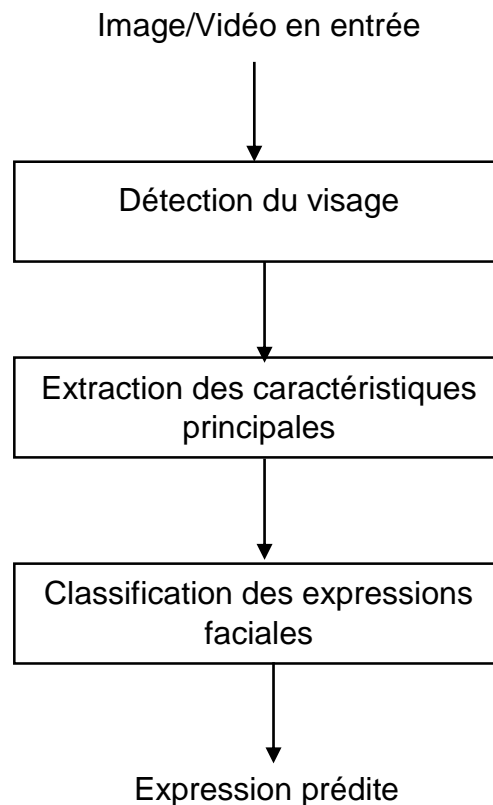 Image/Vidéo en entrée
Détection du visage
Extraction des caractéristiques
principales
Classification des expressions
faciales
Expression prédite